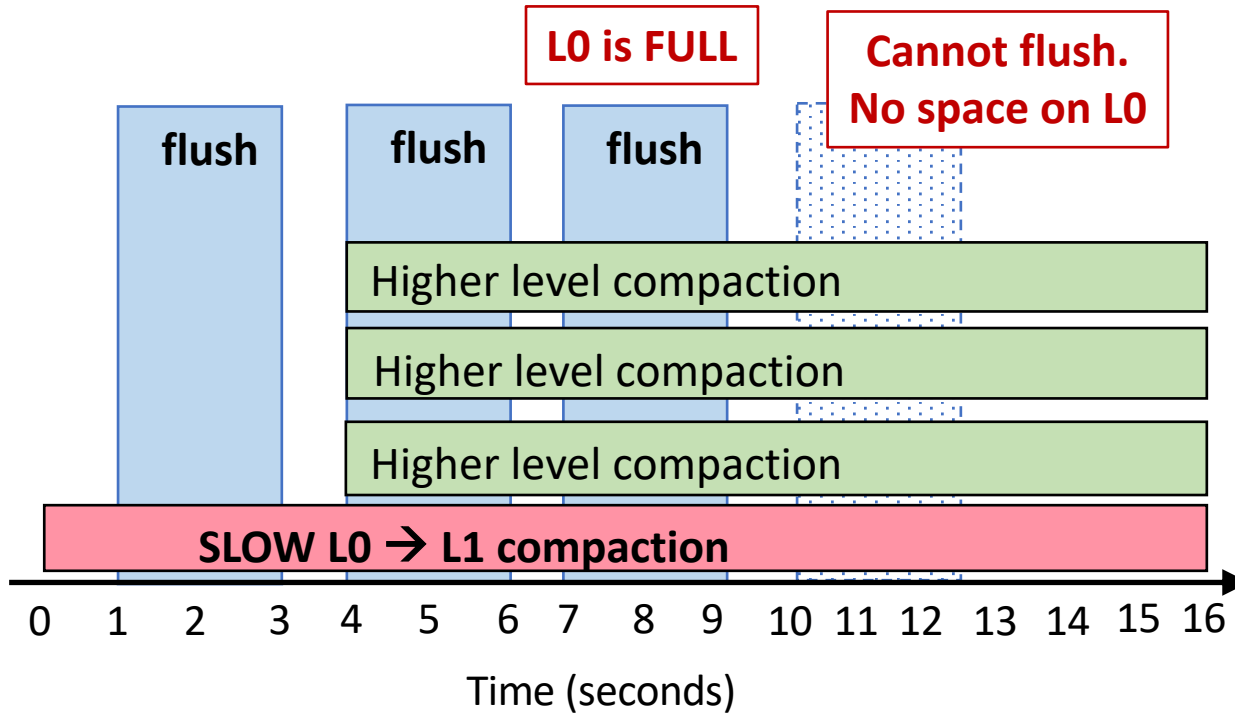 L0 is FULL
Cannot flush.
No space on L0
flush
flush
flush
Higher level compaction
Higher level compaction
Higher level compaction
SLOW L0 → L1 compaction
0 1 2 3 4 5 6 7 8 9 10 11 12 13 14 15 16
Time (seconds)